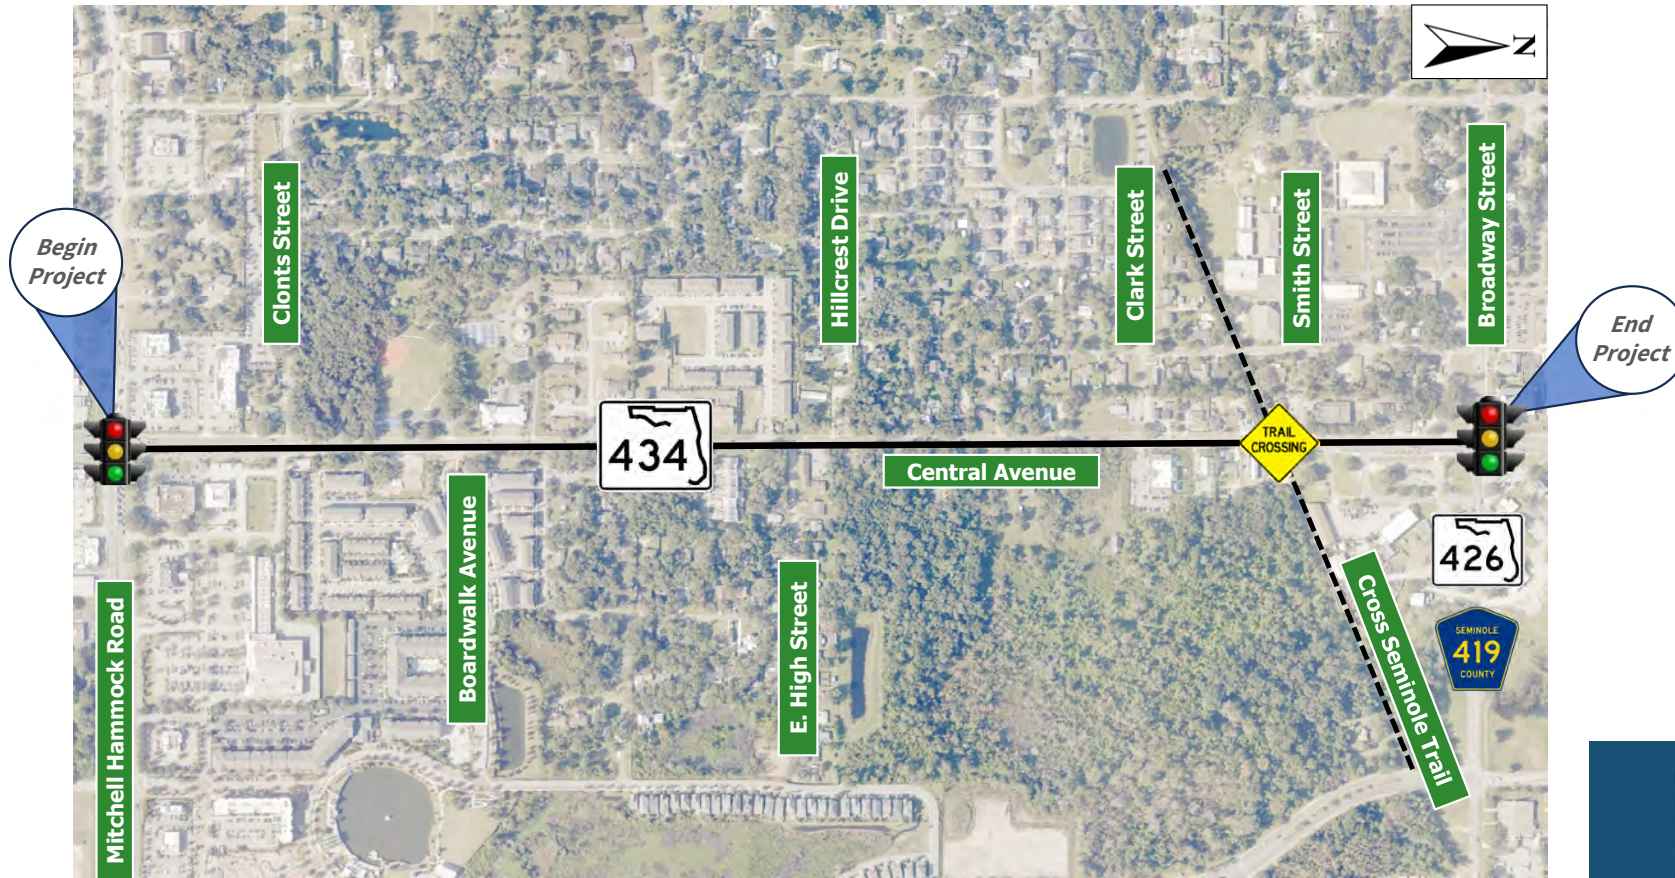 N
Begin
Project
Clonts Street
Hillcrest Drive
Clark Street
Smith Street
Broadway Street
End
Project
434
TRAIL
CROSSING
Central Avenue
Mitchell Hammock Road
Boardwalk Avenue
E. High Street
Cross Seminole Trail
426
SEMINOLE
419
COUNTY